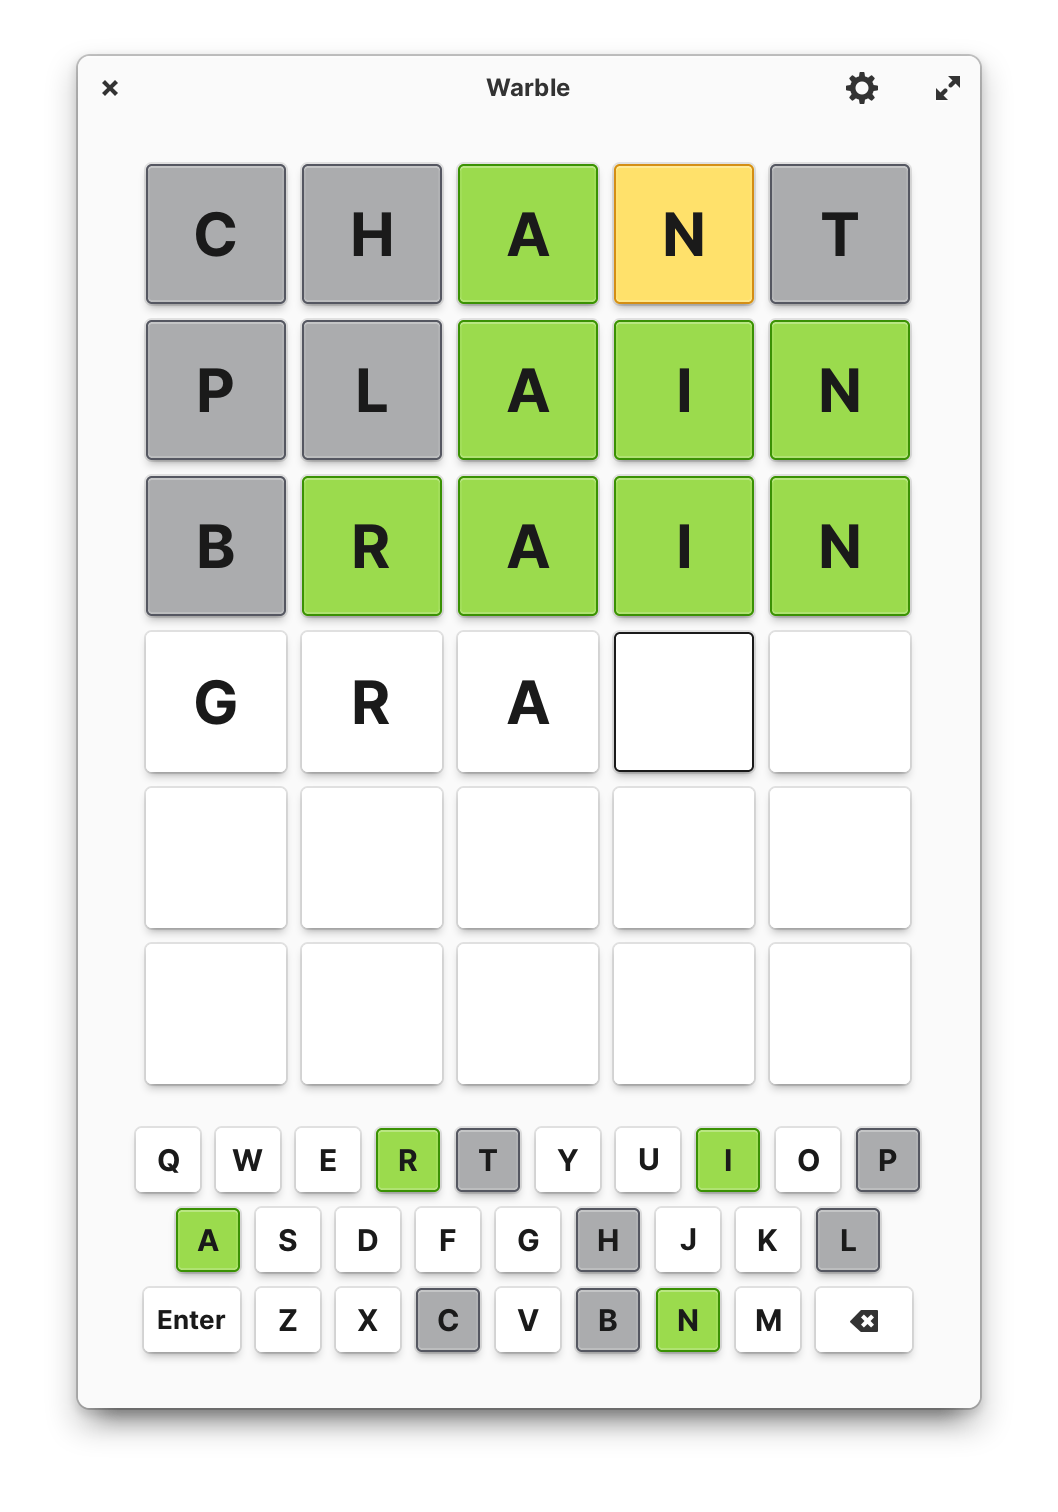 Warble
C H A N T
P L A I N
B R A I N
G R A
Q W E R T Y U I O P
A S D F G H J K L
Enter Z X C V B N M